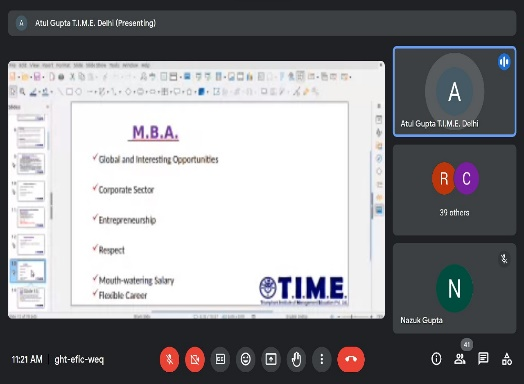 A Atul Gupta T.I.M.E. Delhi (Presenting)
M.B.A.
Global and Interesting Opportunities
Corporate Sector
Entrepreneurship
Respect
Mouth-watering Salary
Flexible Career
T.I.M.E.
A
Atul Gupta T.I.M.E. Delhi
R C
39 others
N
Nazuk Gupta
11:21 AM | ght-efic-weq
41